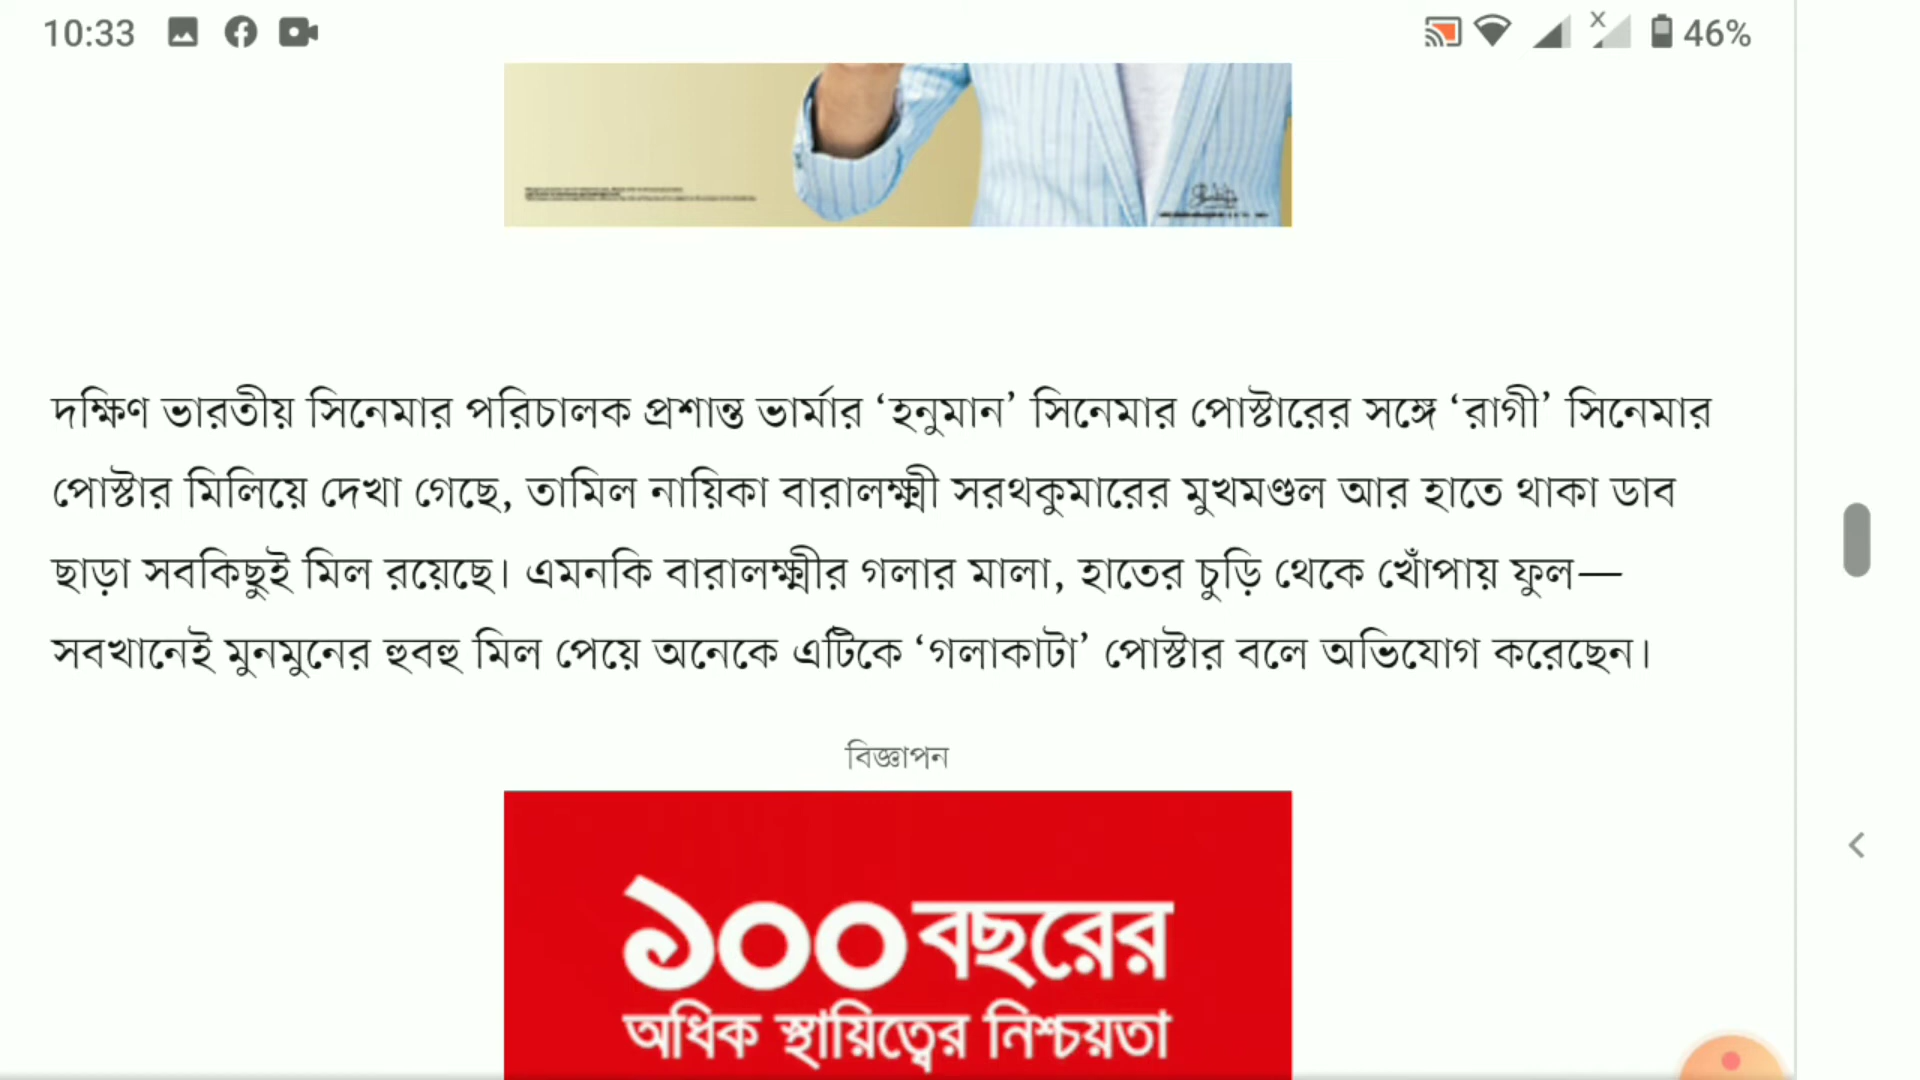 10:33
x
46%
দক্ষিণ ভারতীয় সিনেমার পরিচালক প্রশান্ত ভার্মার ‘হনুমান’ সিনেমার পোস্টারের সঙ্গে ‘রাগী’ সিনেমার
পোস্টার মিলিয়ে দেখা গেছে, তামিল নায়িকা বারালক্ষ্মী সরথকুমারের মুখমণ্ডল আর হাতে থাকা ডাব
ছাড়া সবকিছুই মিল রয়েছে। এমনকি বারালক্ষ্মীর গলার মালা, হাতের চুড়ি থেকে খোঁপায় ফুল—
সবখানেই মুনমুনের হুবহু মিল পেয়ে অনেকে এটিকে ‘গলাকাটা’ পোস্টার বলে অভিযোগ করেছেন।
বিজ্ঞাপন
১০০ বছরের
অধিক স্থায়িত্বের নিশ্চয়তা